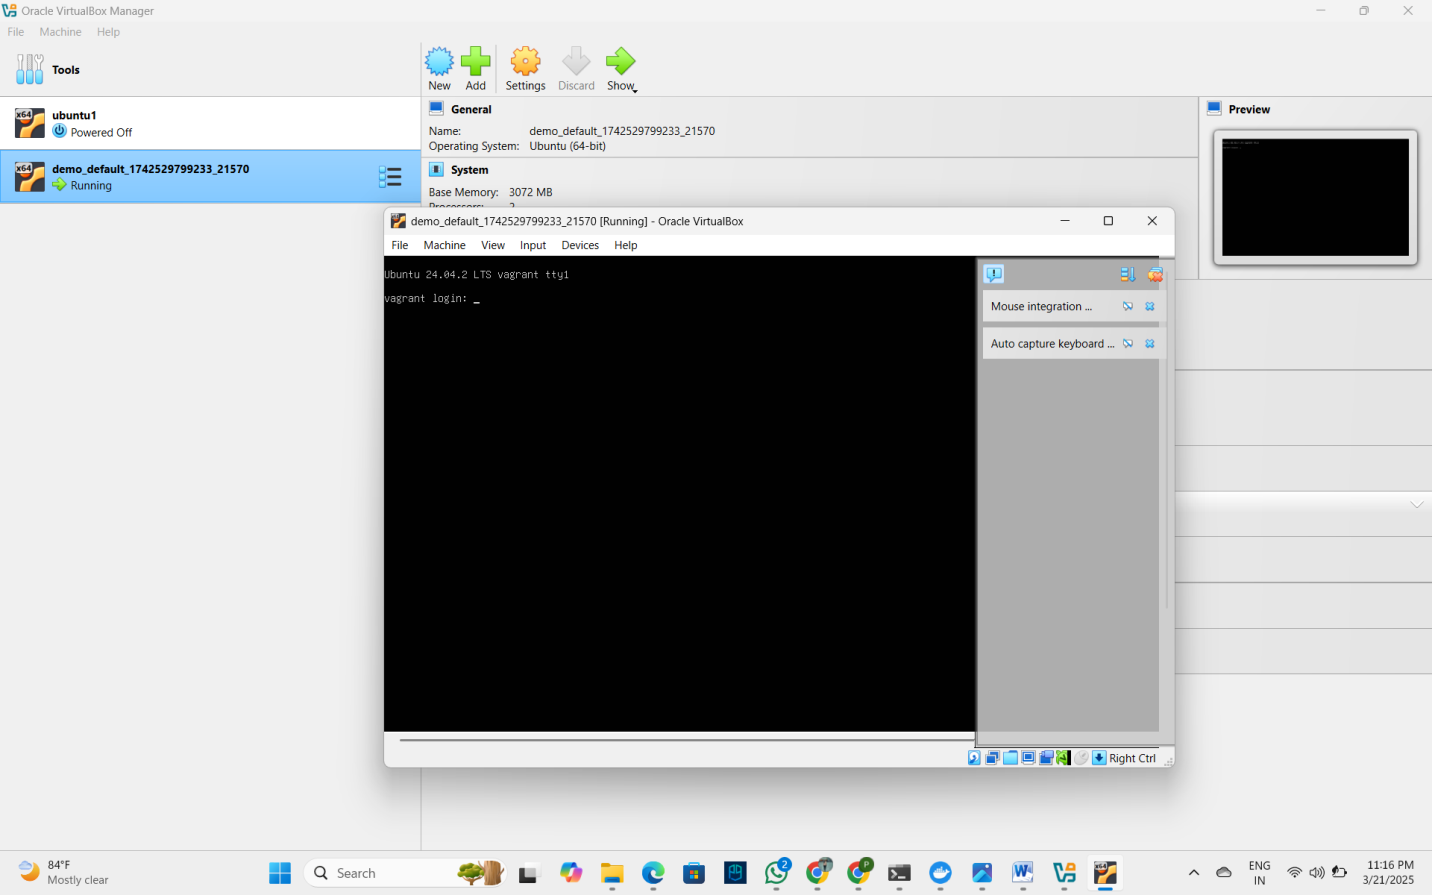 Oracle VirtualBox Manager
File Machine Help
Tools
New Add Settings Discard Show
ubuntu1
Powered Off
demo_default_1742529799233_21570
Running
General
Name: demo_default_1742529799233_21570
Operating System: Ubuntu (64-bit)
System
Base Memory: 3072 MB
Processors: 2
Preview
demo_default_1742529799233_21570 [Running] - Oracle VirtualBox
File Machine View Input Devices Help
Ubuntu 24.04.2 LTS vagrant tty1
vagrant login: _
Mouse integration ...
Auto capture keyboard ...
Right Ctrl
84°F
Mostly clear
Search
2
P
ENG
IN
11:16 PM
3/21/2025